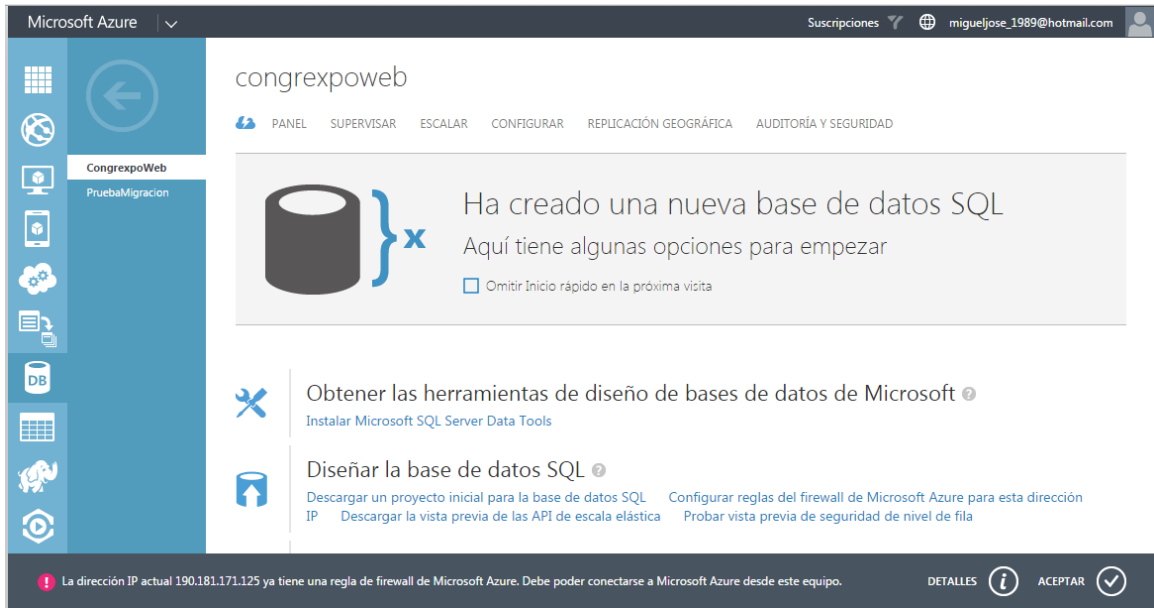 Microsoft Azure
Suscripciones
migueljose_1989@hotmail.com
congrexpoweb
PANEL SUPERVISAR ESCALAR CONFIGURAR REPLICACIÓN GEOGRÁFICA AUDITORÍA Y SEGURIDAD
CongrexpoWeb
PruebaMigracion
}x
Ha creado una nueva base de datos SQL
Aquí tiene algunas opciones para empezar
Omitir Inicio rápido en la próxima visita
DB
Obtener las herramientas de diseño de bases de datos de Microsoft ?
Instalar Microsoft SQL Server Data Tools
Diseñar la base de datos SQL ?
Descargar un proyecto inicial para la base de datos SQL Configurar reglas del firewall de Microsoft Azure para esta dirección
IP Descargar la vista previa de las API de escala elástica Probar vista previa de seguridad de nivel de fila
! La dirección IP actual 190.181.171.125 ya tiene una regla de firewall de Microsoft Azure. Debe poder conectarse a Microsoft Azure desde este equipo.
DETALLES i ACEPTAR